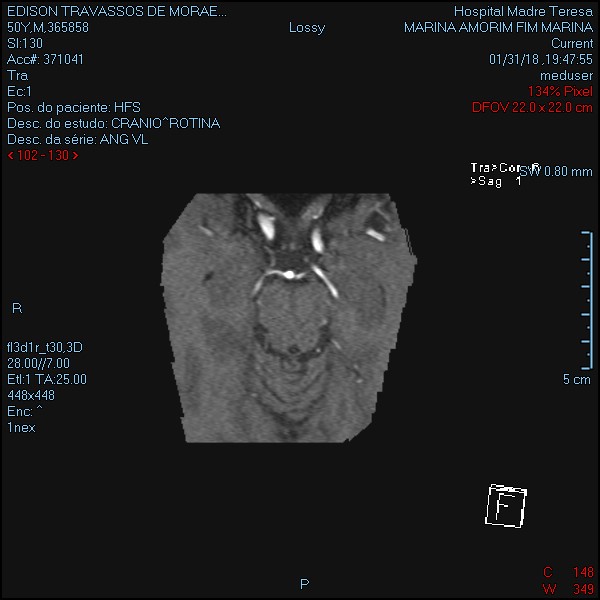 EDISON TRAVASSOS DE MORAE...
50Y,M,365858
Sl:130
Acc#: 371041
Tra
Ec:1
Pos. do paciente: HFS
Desc. do estudo: CRANIO^ROTINA
Desc. da série: ANG VL
< 102 - 130 >
Lossy
Hospital Madre Teresa
MARINA AMORIM FIM MARINA
Current
01/31/18 ,19:47:55
meduser
134% Pixel
DFOV 22.0 x 22.0 cm
Tra>Cor
>Sag 1
SW 0.80 mm
R
fl3d1r_t30,3D
28.00//7.00
Etl:1 TA:25.00
448x448
Enc: ^
1nex
5 cm
F
P
C 148
W 349